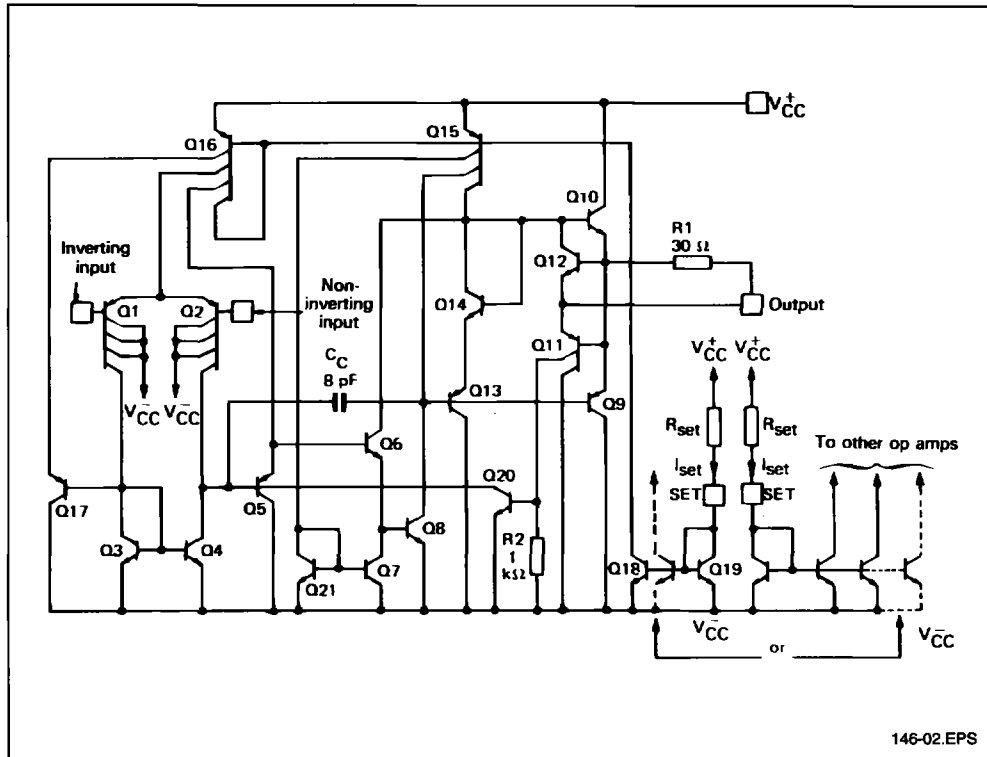 V+CC
Q16
Q15
Q10
R1
30 Ω
Q12
Inverting
input
Non-
inverting
input
Output
Q1
Q2
Q14
Q11
V+CC V+CC
CC
8 pF
Q13
Q9
V-CC V-CC
Rset
Rset
To other op amps
Q6
Iset
Iset
Q20
SET
SET
Q17
Q5
Q8
Q3
Q4
R2
1
kΩ
Q7
Q18
Q19
Q21
V-CC
V-CC
or
146-02.EPS